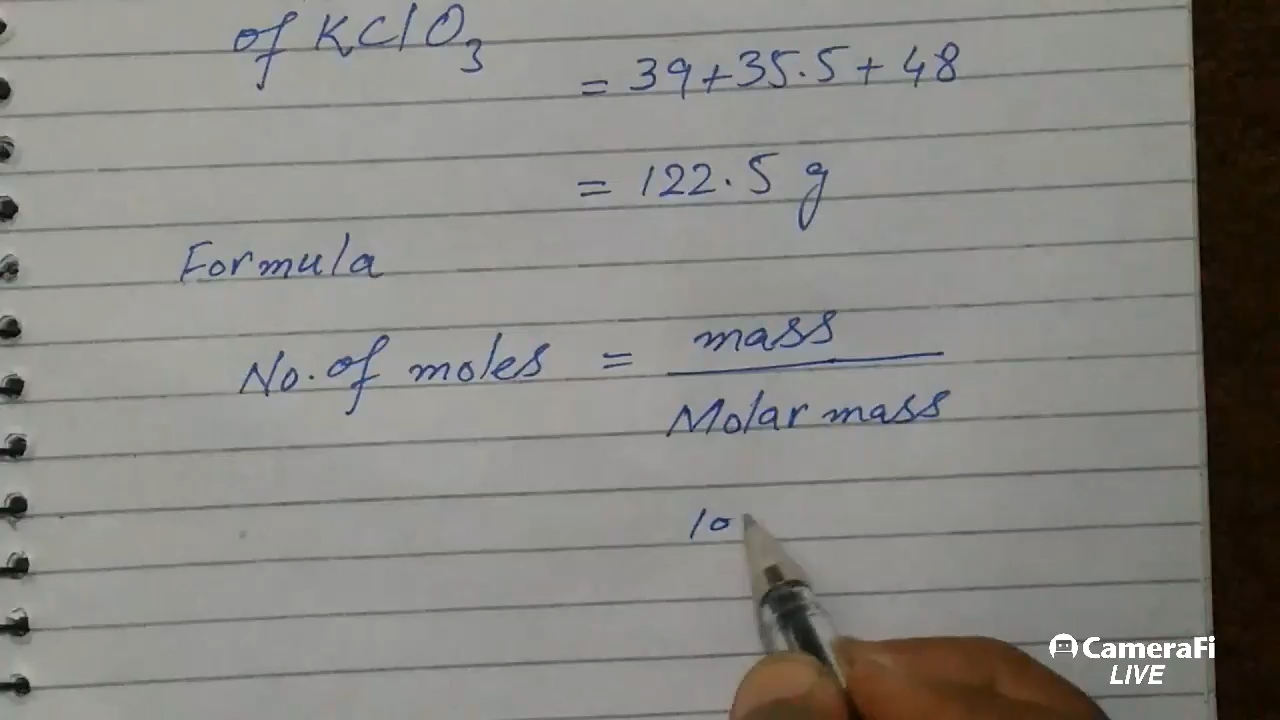 of KClO3
= 39+35.5+48
= 122.5 g
Formula
No. of moles = mass
Molar mass
10
CameraFi
LIVE